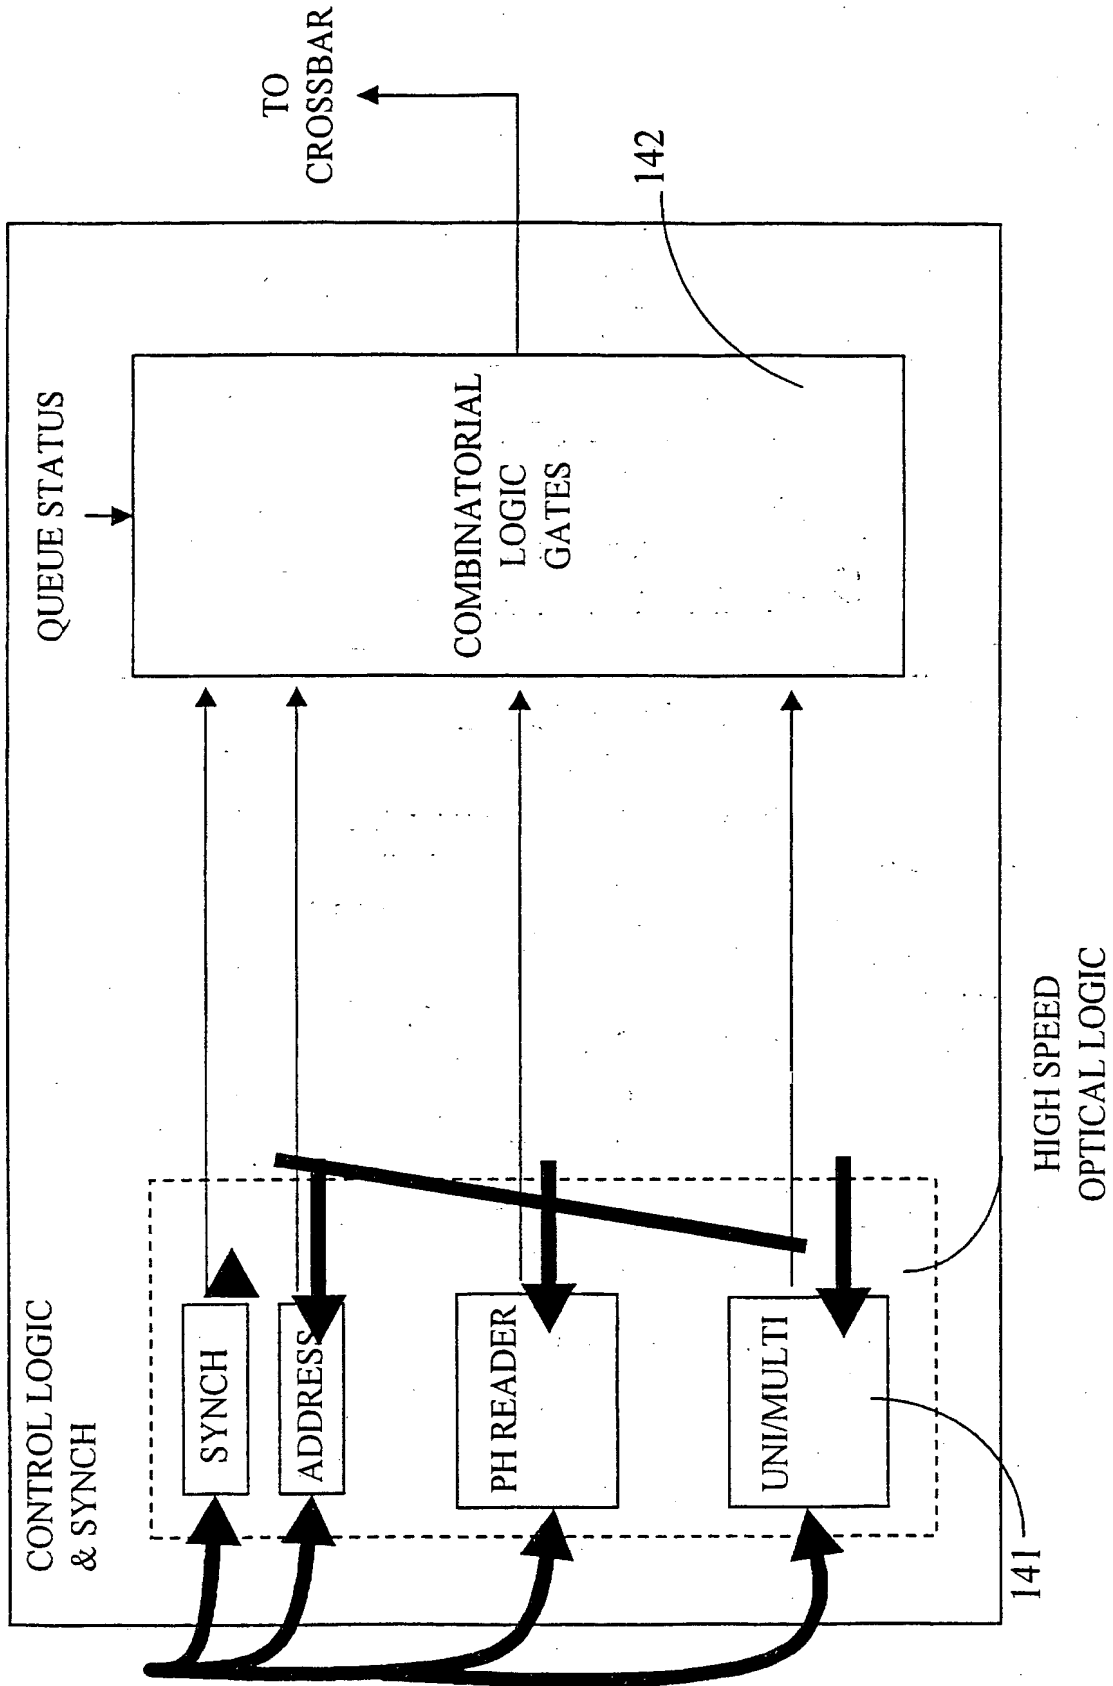 CONTROL LOGIC
& SYNCH
QUEUE STATUS
TO
CROSSBAR
SYNCH
ADDRESS
PH READER
UNI/MULTI
COMBINATORIAL
LOGIC
GATES
141
142
HIGH SPEED
OPTICAL LOGIC